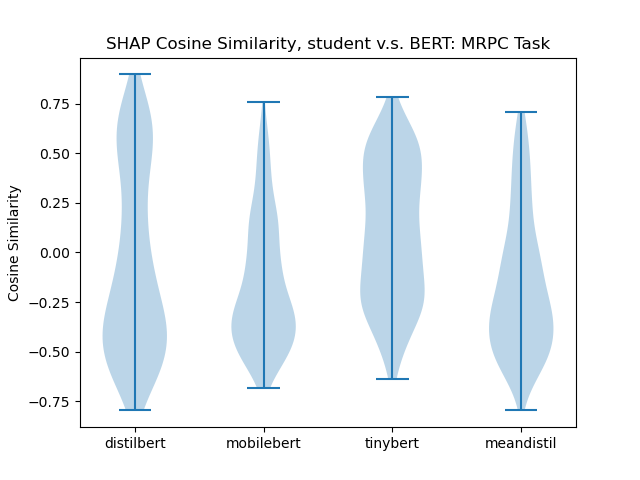 SHAP Cosine Similarity, student v.s. BERT: MRPC Task
Cosine Similarity
0.75
0.50
0.25
0.00
−0.25
−0.50
−0.75
distilbert
mobilebert
tinybert
meandistil